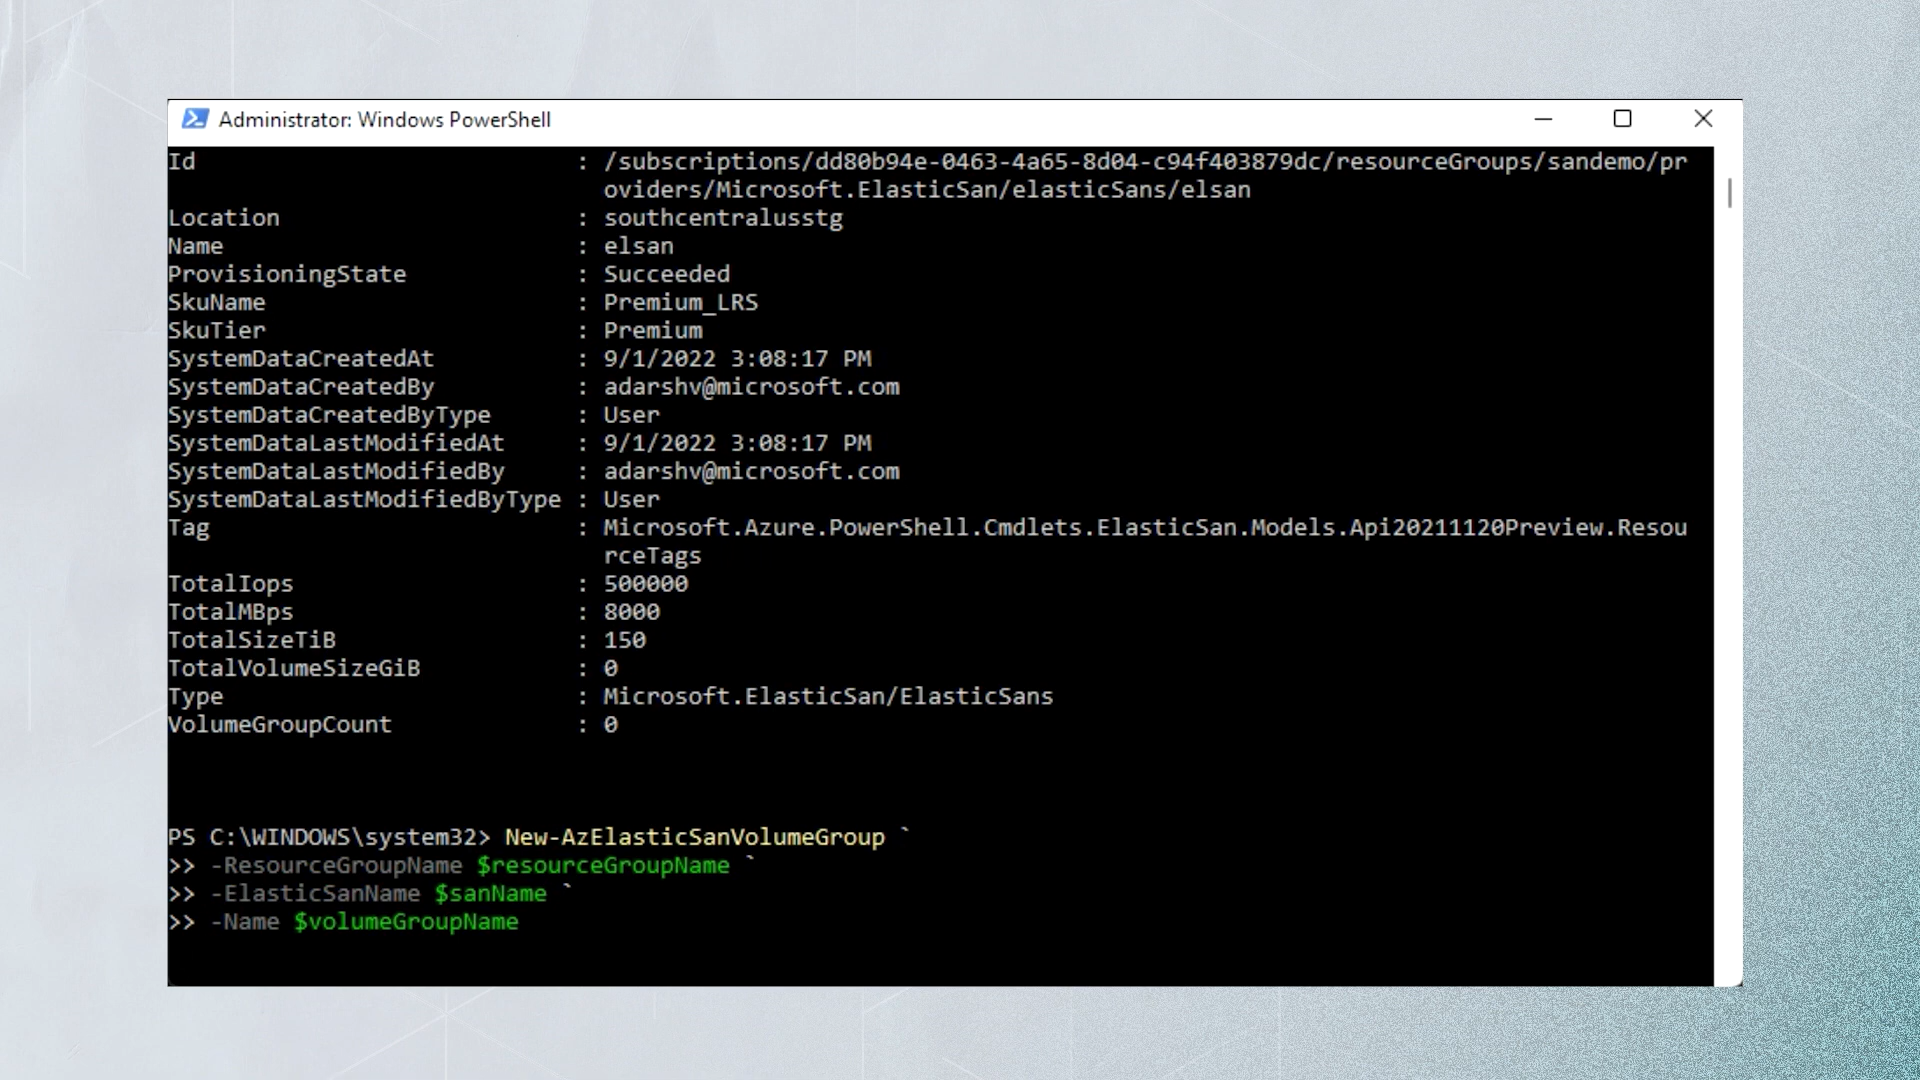 Administrator: Windows PowerShell
Id : /subscriptions/dd80b94e-0463-4a65-8d04-c94f403879dc/resourceGroups/sandemo/pr
oviders/Microsoft.ElasticSan/elasticSans/elsan
Location : southcentralusstg
Name : elsan
ProvisioningState : Succeeded
SkuName : Premium_LRS
SkuTier : Premium
SystemDataCreatedAt : 9/1/2022 3:08:17 PM
SystemDataCreatedBy : adarshv@microsoft.com
SystemDataCreatedByType : User
SystemDataLastModifiedAt : 9/1/2022 3:08:17 PM
SystemDataLastModifiedBy : adarshv@microsoft.com
SystemDataLastModifiedByType : User
Tag : Microsoft.Azure.PowerShell.Cmdlets.ElasticSan.Models.Api20211120Preview.Resou
rceTags
TotalIops : 500000
TotalMBps : 8000
TotalSizeTiB : 150
TotalVolumeSizeGiB : 0
Type : Microsoft.ElasticSan/ElasticSans
VolumeGroupCount : 0
PS C:\WINDOWS\system32> New-AzElasticSanVolumeGroup `
>> -ResourceGroupName $resourceGroupName `
>> -ElasticSanName $sanName `
>> -Name $volumeGroupName